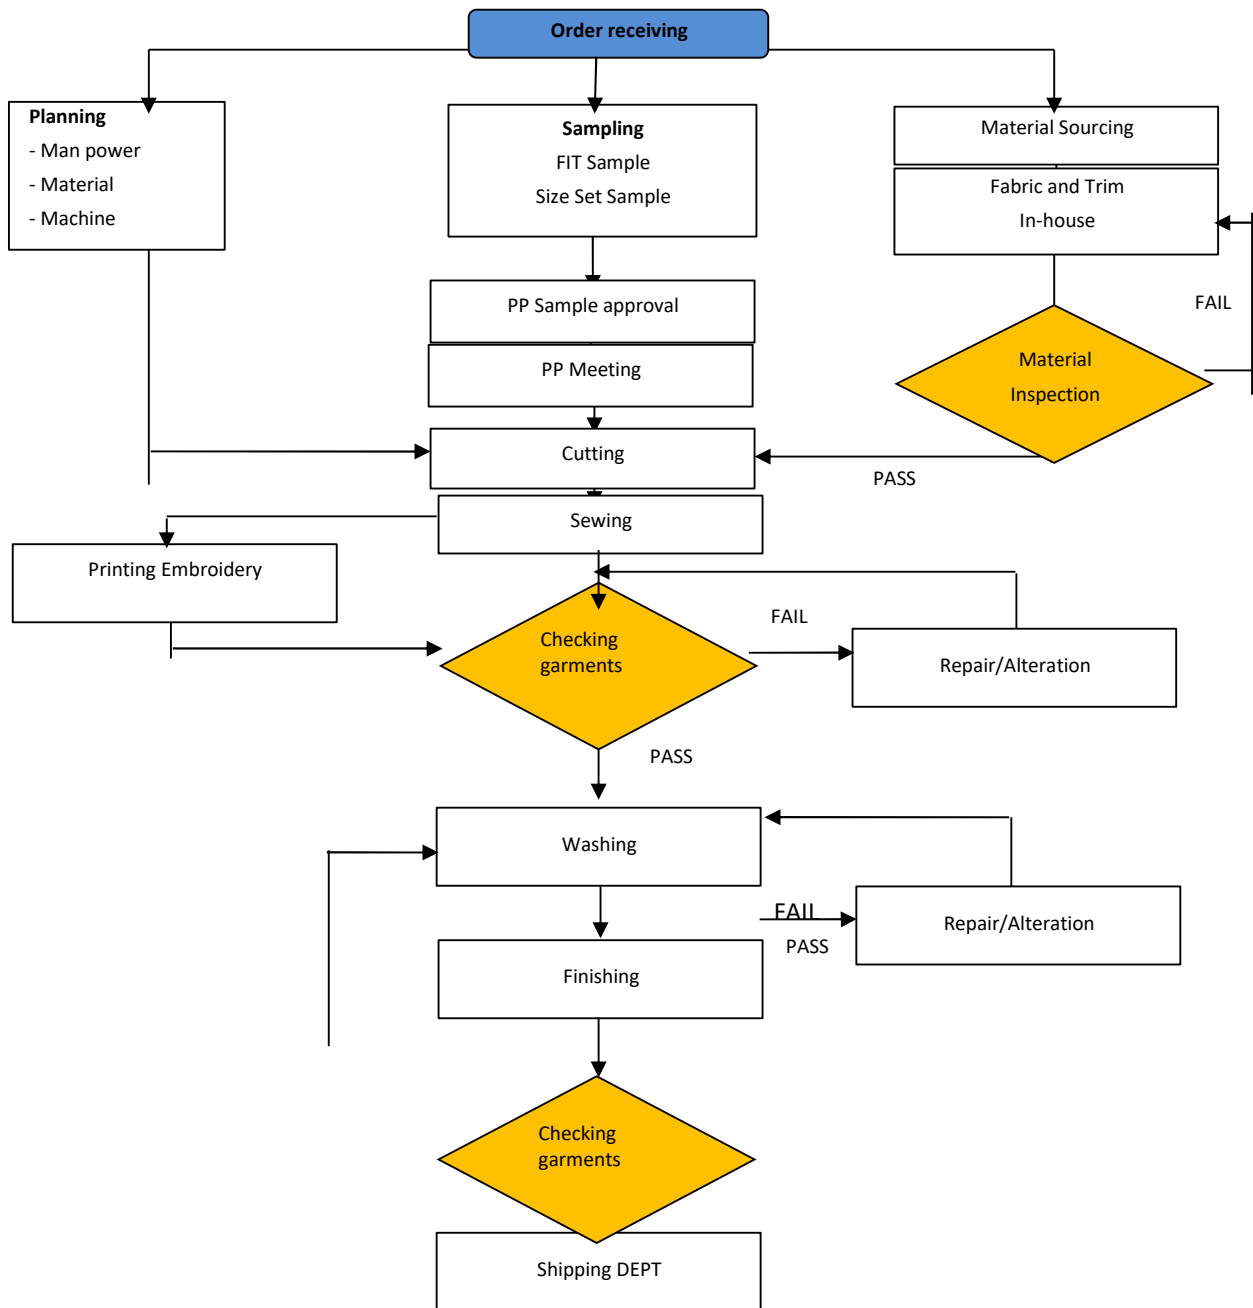 Order receiving
Planning
- Man power
- Material
- Machine
Sampling
FIT Sample
Size Set Sample
Material Sourcing
Fabric and Trim
In-house
FAIL
PP Sample approval
PP Meeting
Material
Inspection
Cutting
PASS
Sewing
Printing Embroidery
Checking
garments
FAIL
Repair/Alteration
PASS
Washing
FAIL
PASS
Repair/Alteration
Finishing
Checking
garments
Shipping DEPT